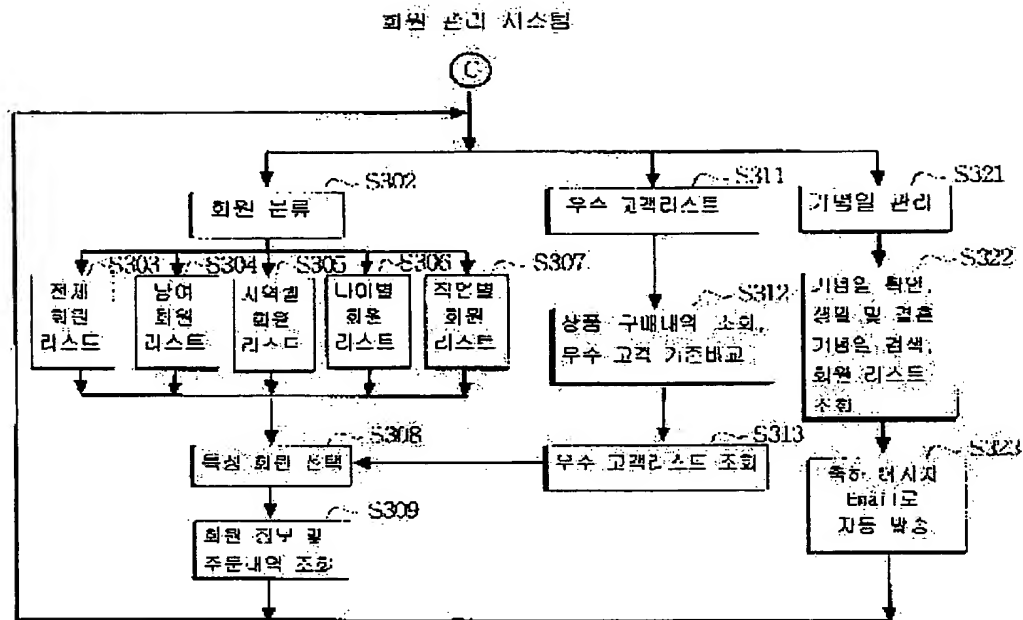 회원 관리 시스템
C
S302
회원 분류
S311
우수 고객리스트
S321
기념일 관리
S303
전체
회원
리스트
S304
남여
회원
리스트
S305
지역별
회원
리스트
S306
나이별
회원
리스트
S307
직업별
회원
리스트
S312
상품 구매내역 조회,
우수 고객 기준비교
S322
기념일 확인,
생일 및 결혼
기념일 검색,
회원 리스트
조회
S308
특정 회원 선택
S313
우수 고객리스트 조회
S323
축하 메시지
Email로
자동 발송
S309
회원 정보 및
주문내역 조회